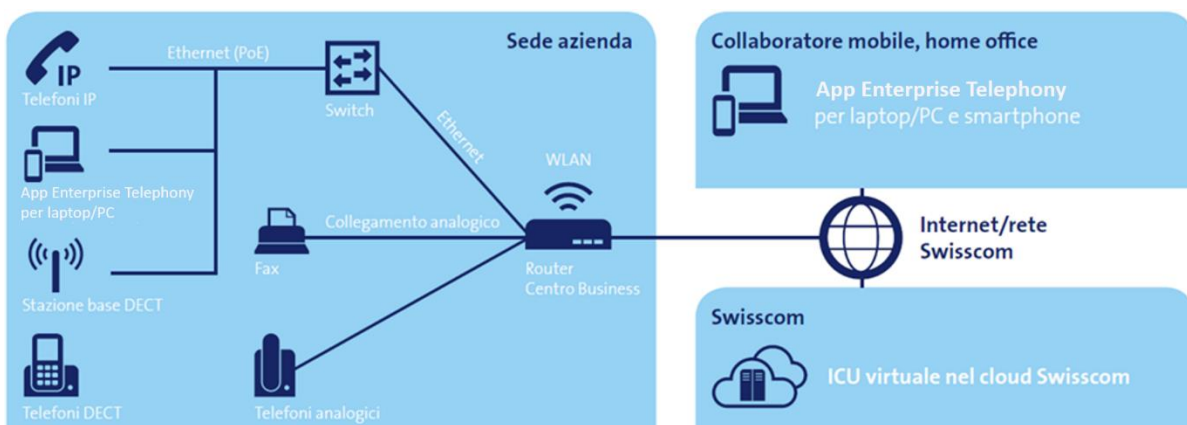 Sede azienda
IP
Telefoni IP
Ethernet (PoE)
Switch
App Enterprise Telephony
per laptop/PC
Ethernet
WLAN
Collegamento analogico
Fax
Router
Centro Business
Stazione base DECT
Telefoni DECT
Telefoni analogici
Collaboratore mobile, home office
App Enterprise Telephony
per laptop/PC e smartphone
Internet/rete
Swisscom
Swisscom
ICU virtuale nel cloud Swisscom